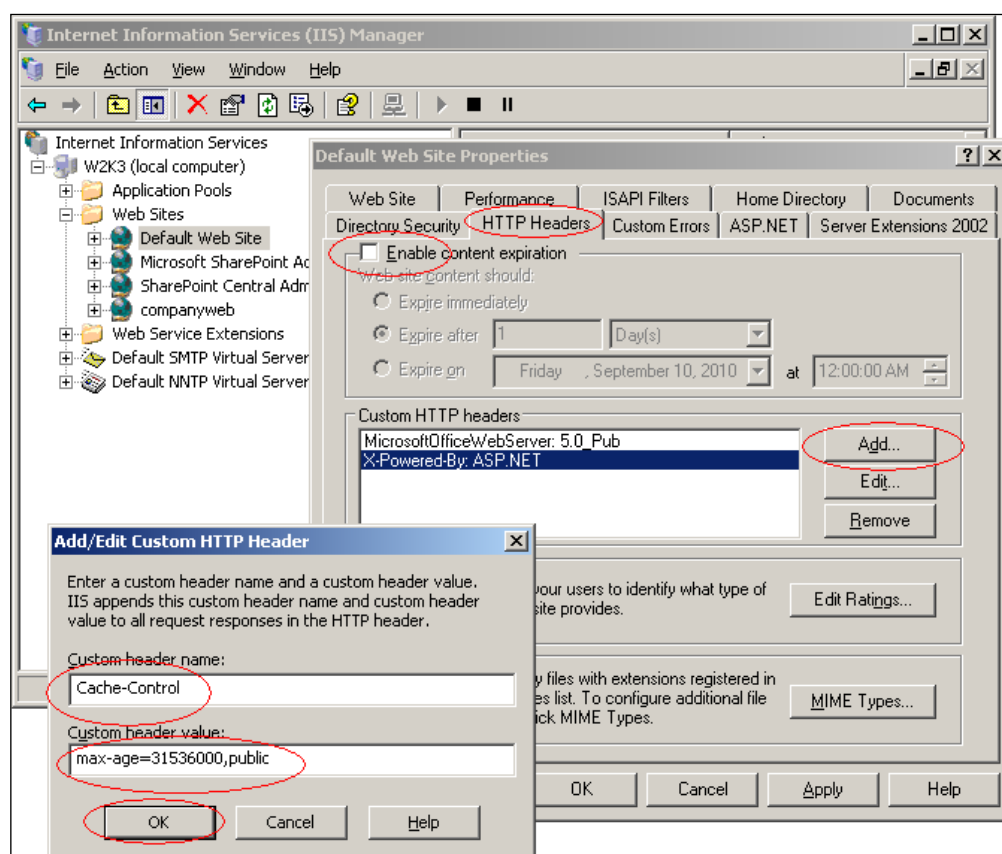 Internet Information Services (IIS) Manager
File Action View Window Help
Internet Information Services
W2K3 (local computer)
Application Pools
Web Sites
Default Web Site
Microsoft SharePoint Ac
SharePoint Central Adm
companyweb
Web Service Extensions
Default SMTP Virtual Server
Default NNTP Virtual Server
Default Web Site Properties
Web Site Performance ISAPI Filters Home Directory Documents
Directory Security HTTP Headers Custom Errors ASP.NET Server Extensions 2002
Enable content expiration
Web site content should:
Expire immediately
Expire after 1 Day(s)
Expire on Friday , September 10, 2010 at 12:00:00 AM
Custom HTTP headers
MicrosoftOfficeWebServer: 5.0_Pub
X-Powered-By: ASP.NET
Add...
Edit...
Remove
your users to identify what type of
site provides.
Edit Ratings...
y files with extensions registered in
es list. To configure additional file
ick MIME Types.
MIME Types...
OK Cancel Apply Help
Add/Edit Custom HTTP Header
Enter a custom header name and a custom header value.
IIS appends this custom header name and custom header
value to all request responses in the HTTP header.
Custom header name:
Cache-Control
Custom header value:
max-age=31536000,public
OK Cancel Help